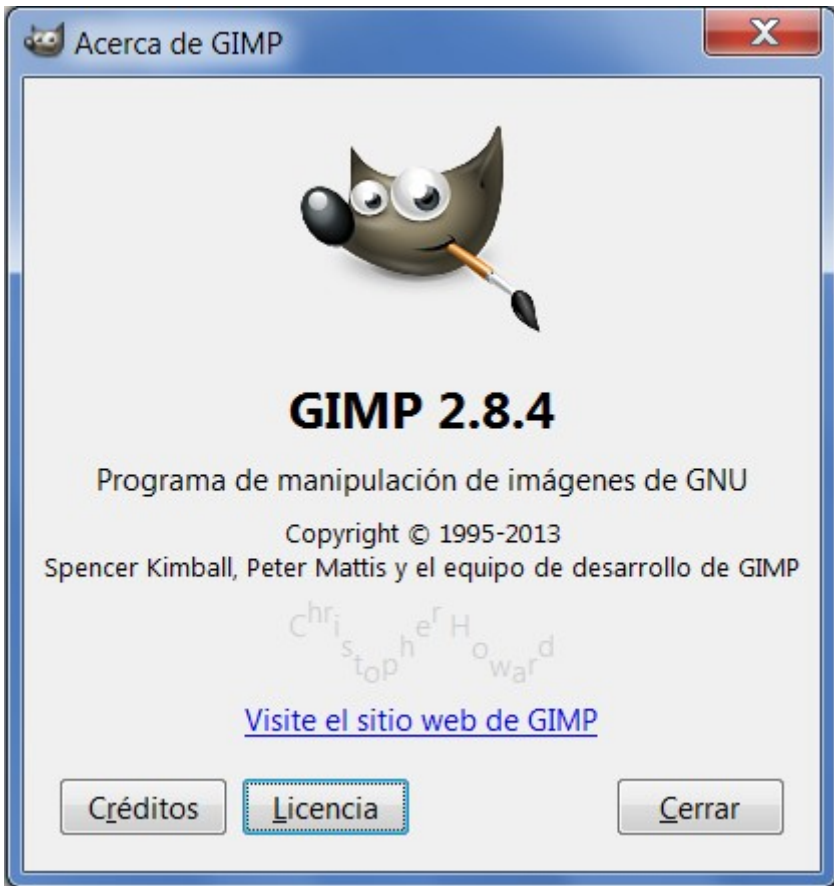 Acerca de GIMP
GIMP 2.8.4
Programa de manipulación de imágenes de GNU
Copyright © 1995-2013
Spencer Kimball, Peter Mattis y el equipo de desarrollo de GIMP
Christopher Howard
Visite el sitio web de GIMP
Créditos Licencia Cerrar